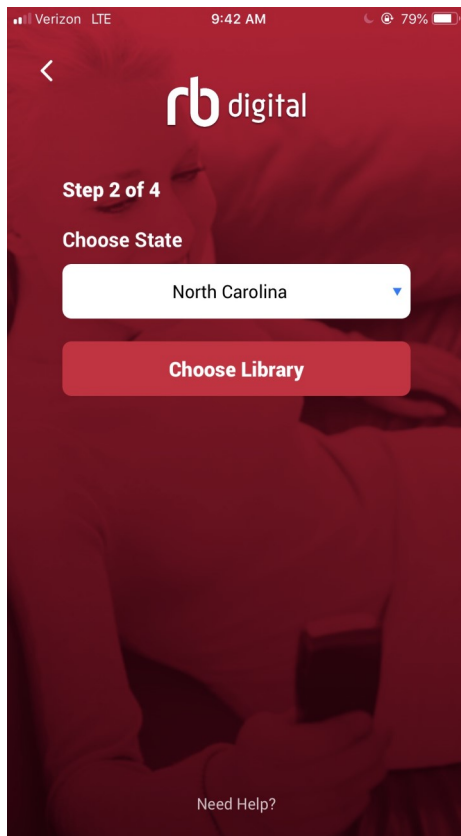 Verizon LTE 9:42 AM 79%
rb digital
Step 2 of 4
Choose State
North Carolina
Choose Library
Need Help?